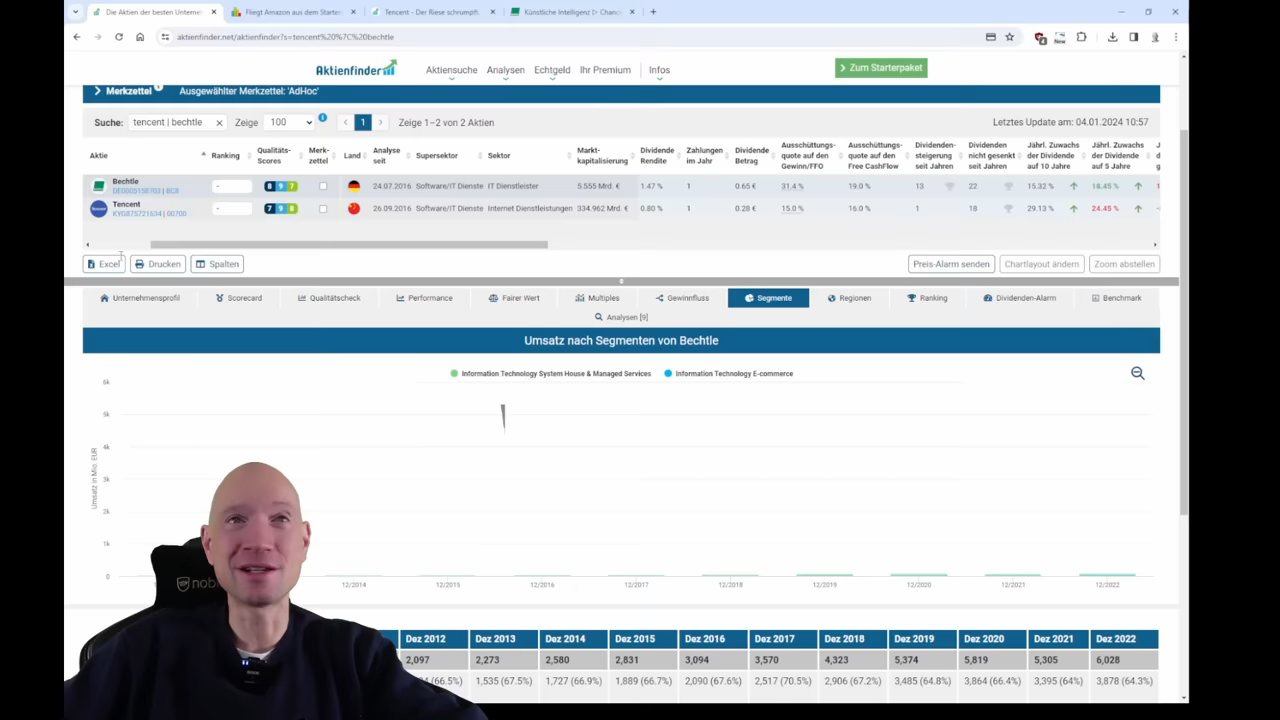 Die Aktien der besten Unterneh
Fliegt Amazon aus dem Starter:
Tencent - Der Riese schrumpft.
Künstliche Intelligenz ▷ Chanc
aktienfinder.net/aktienfinder?s=tencent%20%7C%20bechtle
New
Aktienfinder
Aktiensuche
Analysen
Echtgeld
Ihr Premium
Infos
Zum Starterpaket
Merkzettel
Ausgewählter Merkzettel: 'AdHoc'
Suche:
tencent | bechtle
Zeige
100
1
Zeige 1–2 von 2 Aktien
Letztes Update am: 04.01.2024 10:57
Aktie Ranking Qualitäts-Scores Merk-zettel Land Analyse seit Supersektor Sektor Markt-kapitalisierung Dividende Rendite Zahlungen im Jahr Dividende Betrag Ausschüttungs-quote auf den Gewinn/FFO Ausschüttungs-quote auf den Free CashFlow Dividenden-steigerung seit Jahren Dividenden nicht gesenkt seit Jahren Jährl. Zuwachs der Dividende auf 10 Jahre Jährl. Zuwachs der Dividende auf 5 Jahre
Bechtle - 8 9 7 24.07.2016 Software/IT Dienste IT Dienstleister 5.555 Mrd. € 1.47 % 1 0.65 € 31.4 % 19.0 % 13 22 15.32 % 18.45 %
DE0005158703 | BC8
Tencent - 7 9 8 26.09.2016 Software/IT Dienste Internet Dienstleistungen 334.962 Mrd. € 0.80 % 1 0.28 € 15.0 % 16.0 % 1 18 29.13 % 24.45 %
KYG875721634 | 00700
Excel
Drucken
Spalten
Preis-Alarm senden
Chartlayout ändern
Zoom abstellen
Unternehmensprofil
Scorecard
Qualitätscheck
Performance
Fairer Wert
Multiples
Gewinnfluss
Segmente
Regionen
Ranking
Dividenden-Alarm
Benchmark
Analysen [9]
Umsatz nach Segmenten von Bechtle
Information Technology System House & Managed Services
Information Technology E-commerce
Umsatz in Mio. EUR
6k
5k
4k
3k
2k
1k
0
12/2014 12/2015 12/2016 12/2017 12/2018 12/2019 12/2020 12/2021 12/2022
nobl
Dez 2012 Dez 2013 Dez 2014 Dez 2015 Dez 2016 Dez 2017 Dez 2018 Dez 2019 Dez 2020 Dez 2021 Dez 2022
2,097 2,273 2,580 2,831 3,094 3,570 4,323 5,374 5,819 5,305 6,028
(66.5%) 1,535 (67.5%) 1,727 (66.9%) 1,889 (66.7%) 2,090 (67.6%) 2,517 (70.5%) 2,906 (67.2%) 3,485 (64.8%) 3,864 (66.4%) 3,395 (64%) 3,878 (64.3%)